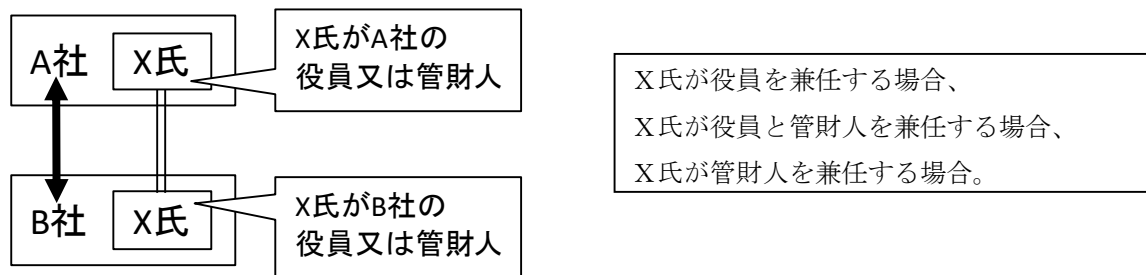 A社
X氏
X氏がA社の
役員又は管財人
B社
X氏
X氏がB社の
役員又は管財人
X氏が役員を兼任する場合、
X氏が役員と管財人を兼任する場合、
X氏が管財人を兼任する場合。